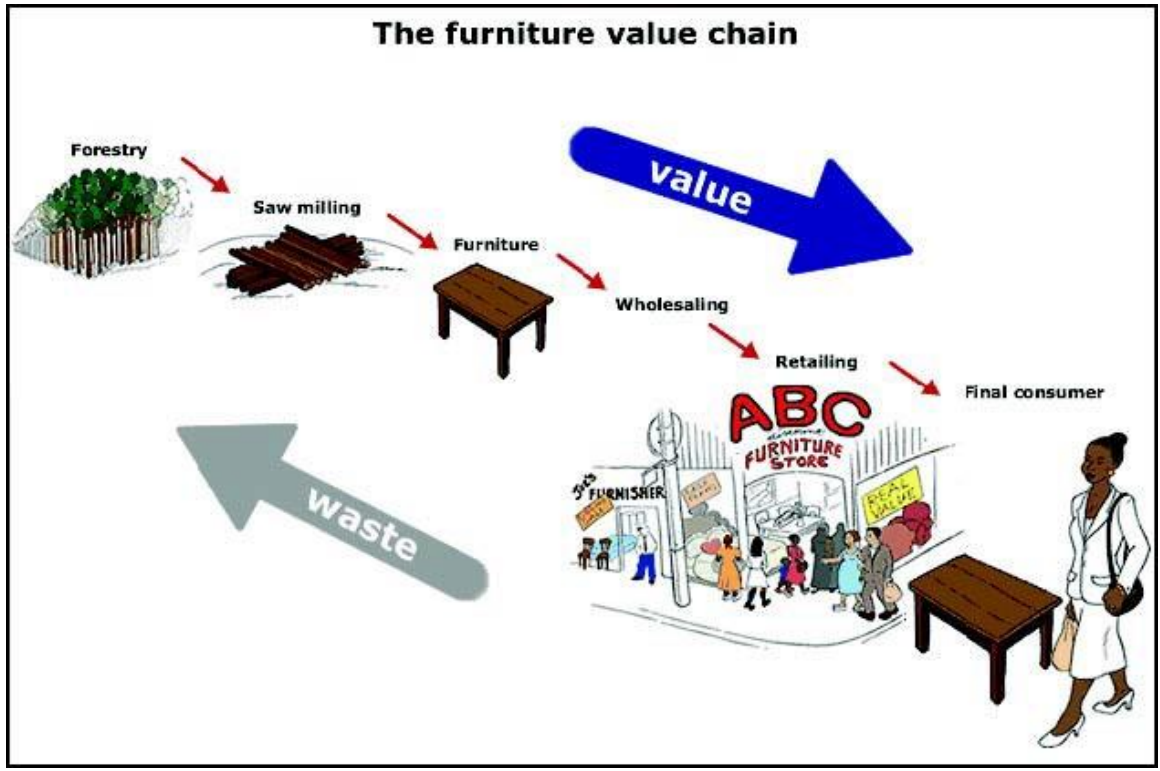 The furniture value chain
Forestry
value
Saw milling
Furniture
Wholesaling
Retailing
Final consumer
ABC
FURNITURE
STORE
JOE'S
FURNISHER
REAL
VALUE
waste